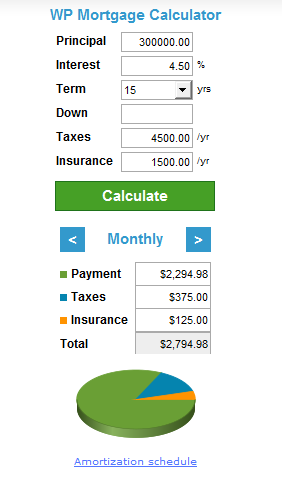 WP Mortgage Calculator
Principal 300000.00
Interest 4.50 %
Term 15 yrs
Down
Taxes 4500.00 /yr
Insurance 1500.00 /yr
Calculate
< Monthly >
Payment $2,294.98
Taxes $375.00
Insurance $125.00
Total $2,794.98
Amortization schedule